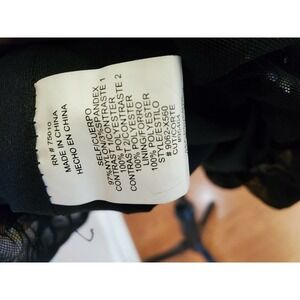 RN # 75010
MADE IN CHINA
HECHO EN CHINA
SELF/CUERPO
97%NYLON/3%SPANDEX
CONTRAST 1/CONTRASTE 1
100% POLYESTER
CONTRAST 2/CONTRASTE 2
100% POLYESTER
LINING/FORRO
100% POLYESTER
STYLE/ESTILO
CUT/CORTE